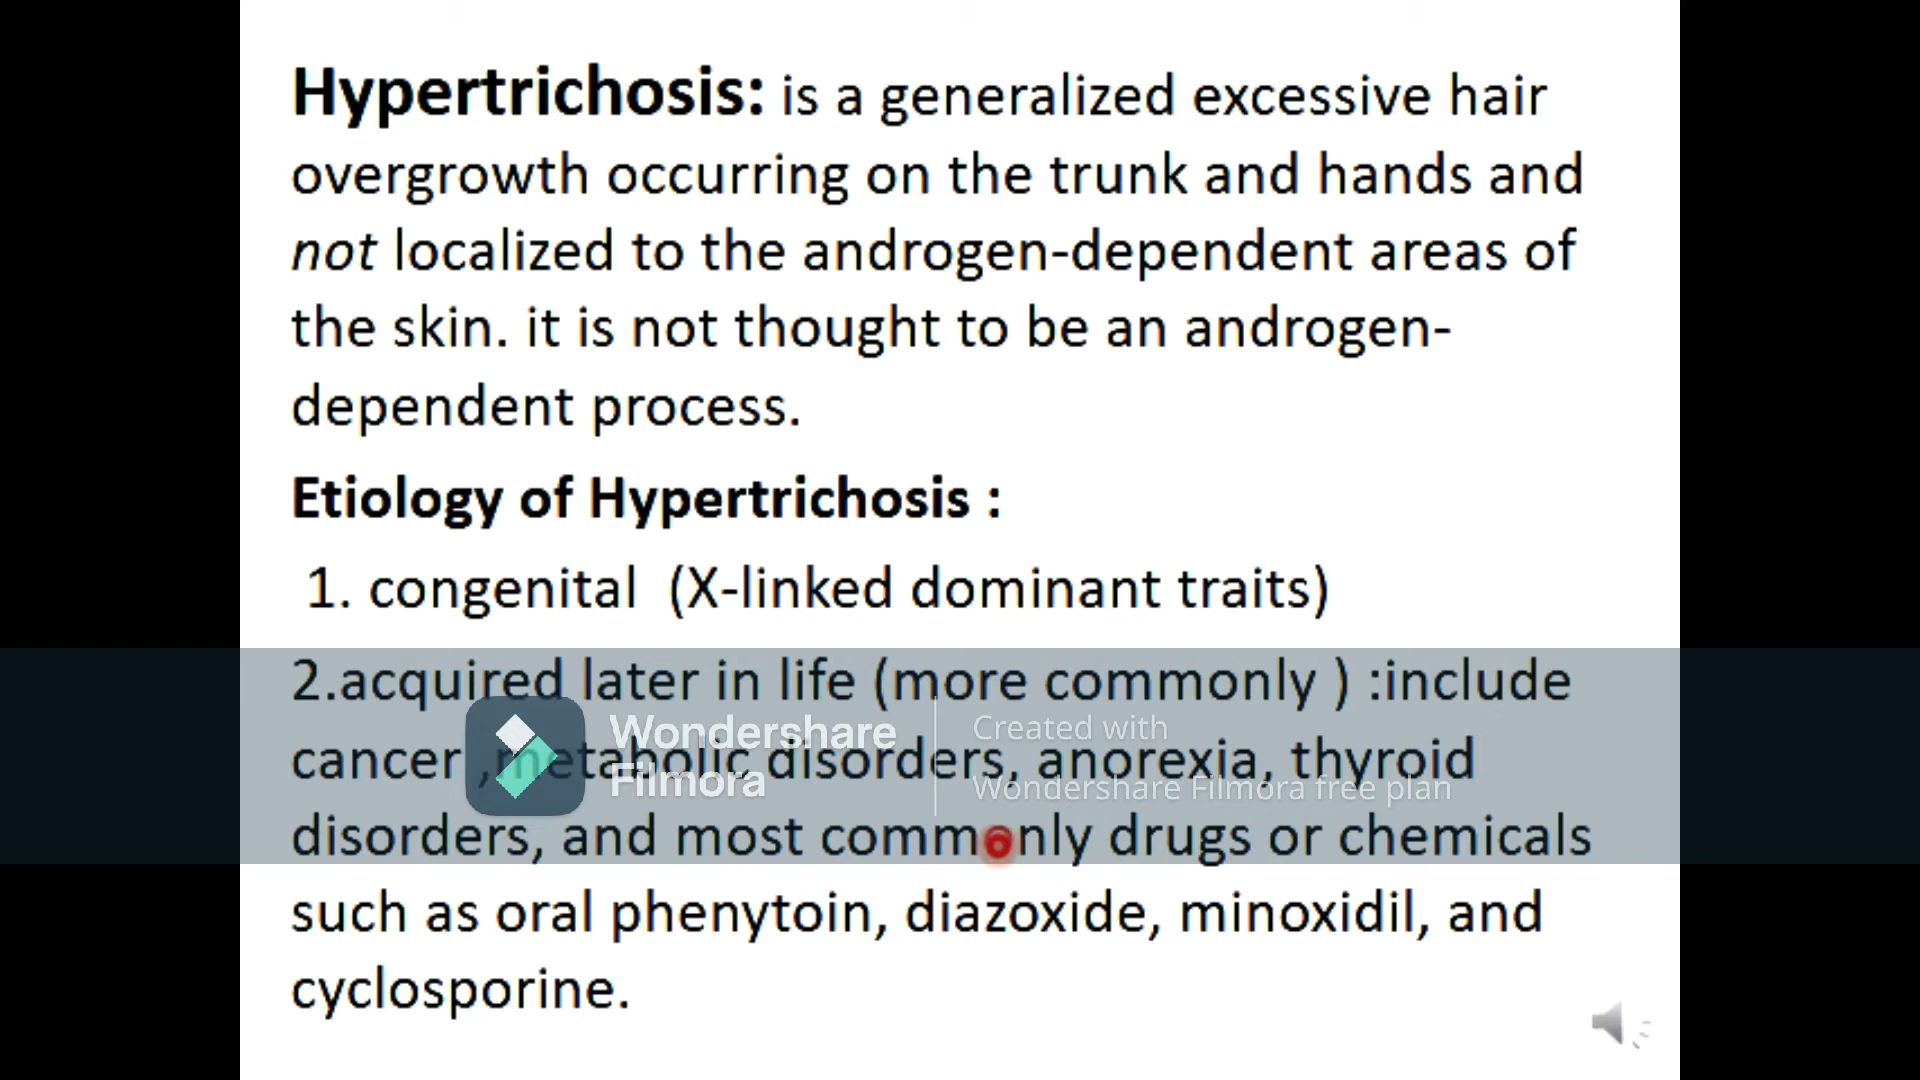 Hypertrichosis: is a generalized excessive hair
overgrowth occurring on the trunk and hands and
not localized to the androgen-dependent areas of
the skin. it is not thought to be an androgen-
dependent process.
Etiology of Hypertrichosis :
1. congenital (X-linked dominant traits)
2.acquired later in life (more commonly ) :include
cancer ,metabolic disorders, anorexia, thyroid
disorders, and most commonly drugs or chemicals
such as oral phenytoin, diazoxide, minoxidil, and
cyclosporine.
Wondershare
Filmora
Created with
Wondershare Filmora free plan